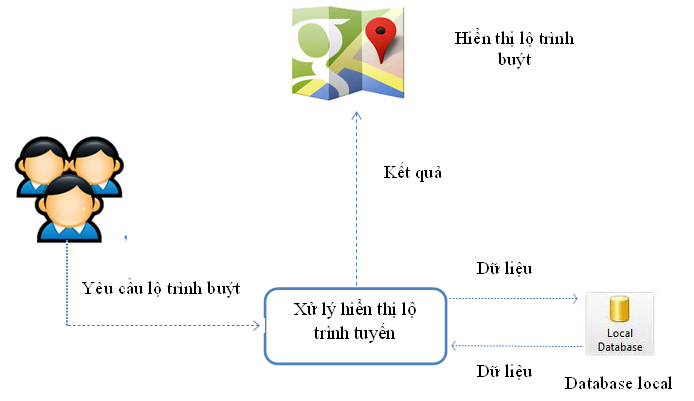 Hiển thị lộ trình
buýt
Kết quả
Yêu cầu lộ trình buýt
Xử lý hiển thị lộ
trình tuyến
Dữ liệu
Local
Database
Dữ liệu
Database local